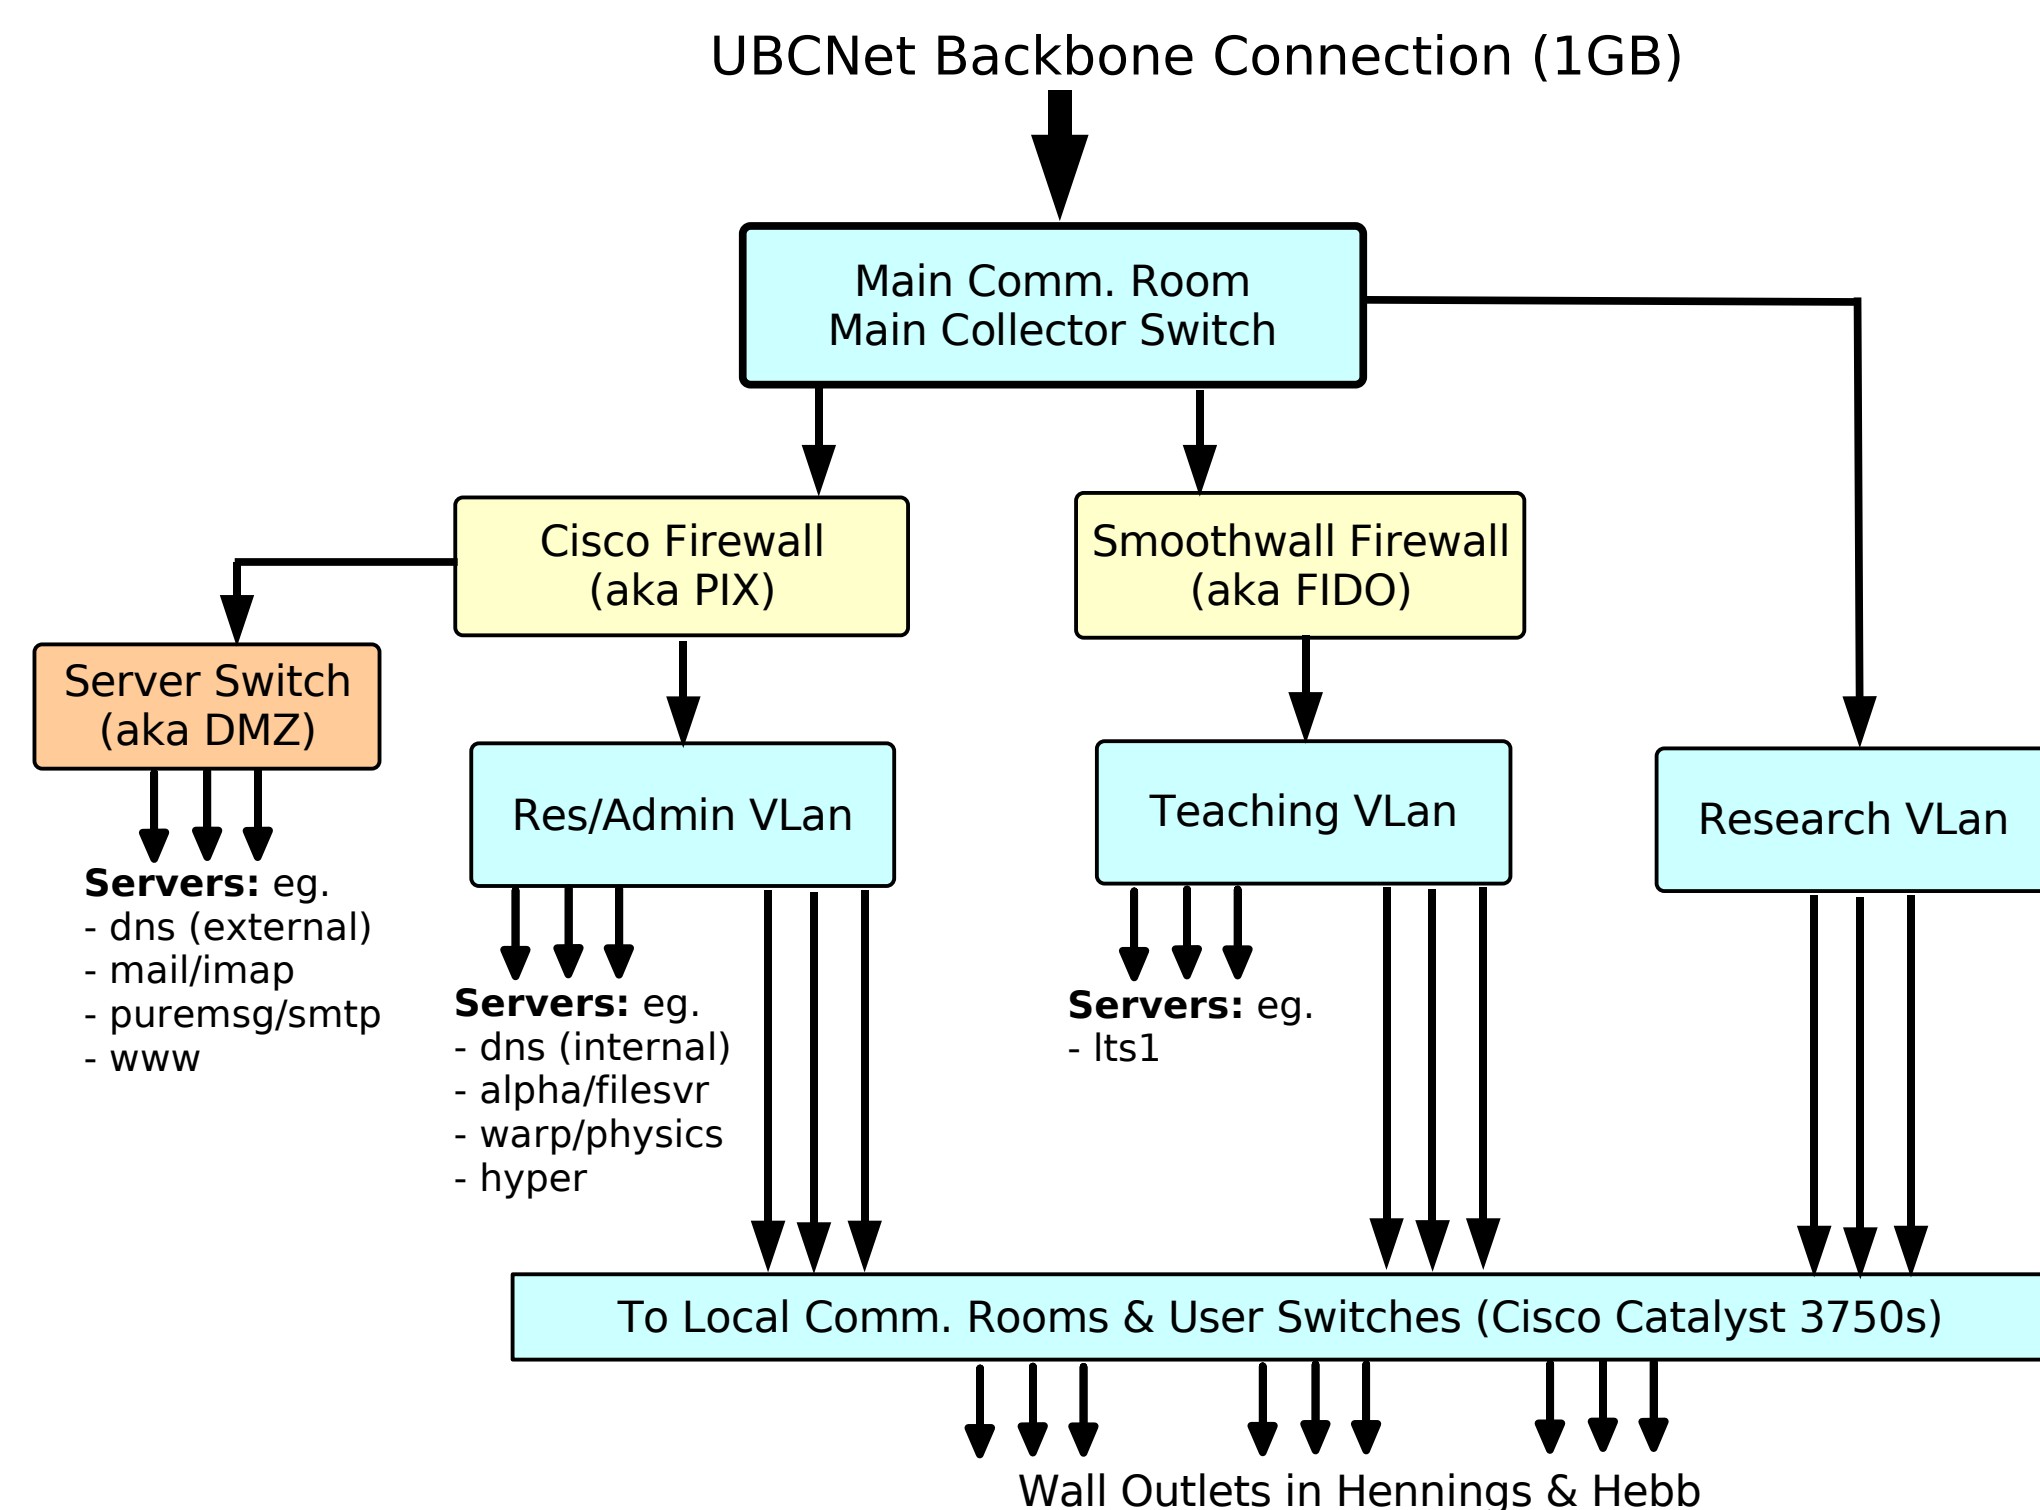 UBCNet Backbone Connection (1GB)
Main Comm. Room
Main Collector Switch
Cisco Firewall
(aka PIX)
Smoothwall Firewall
(aka FIDO)
Server Switch
(aka DMZ)
Res/Admin VLan
Teaching VLan
Research VLan
Servers: eg.
- dns (external)
- mail/imap
- puremsg/smtp
- www
Servers: eg.
- dns (internal)
- alpha/filesvr
- warp/physics
- hyper
Servers: eg.
- lts1
To Local Comm. Rooms & User Switches (Cisco Catalyst 3750s)
Wall Outlets in Hennings & Hebb